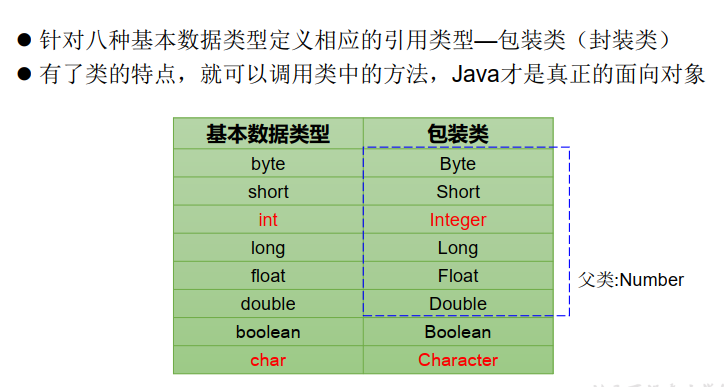 ● 针对八种基本数据类型定义相应的引用类型—包装类（封装类）
● 有了类的特点，就可以调用类中的方法，Java才是真正的面向对象
基本数据类型 包装类
byte Byte
short Short
int Integer
long Long
float Float
double Double
boolean Boolean
char Character
父类:Number